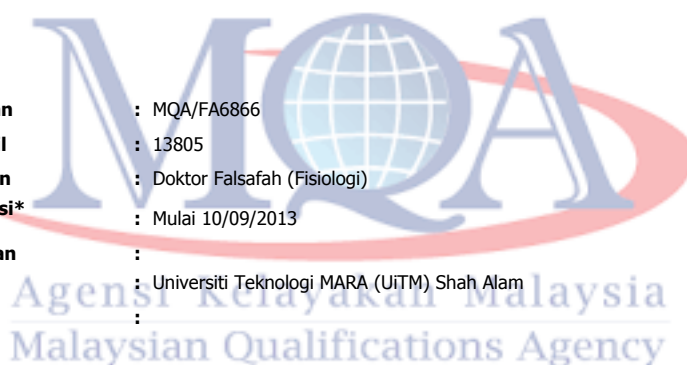 MQA
an : MQA/FA6866
l : 13805
n : Doktor Falsafah (Fisiologi)
si* : Mulai 10/09/2013
an :
: Universiti Teknologi MARA (UiTM) Shah Alam
:
Agensi Kelayakan Malaysia
Malaysian Qualifications Agency